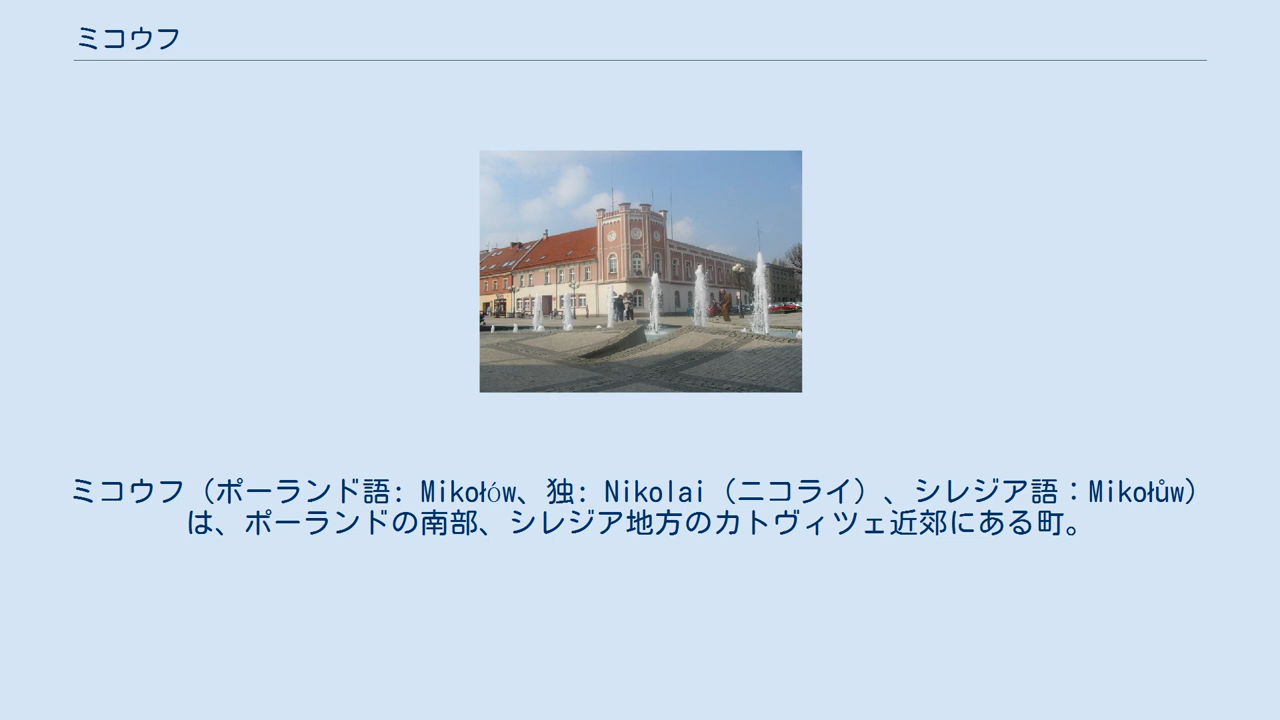 ミコウフ
ミコウフ（ポーランド語: Mikołów、独: Nikolai（ニコライ）、シレジア語：Mikołůw）
は、ポーランドの南部、シレジア地方のカトヴィツェ近郊にある町。